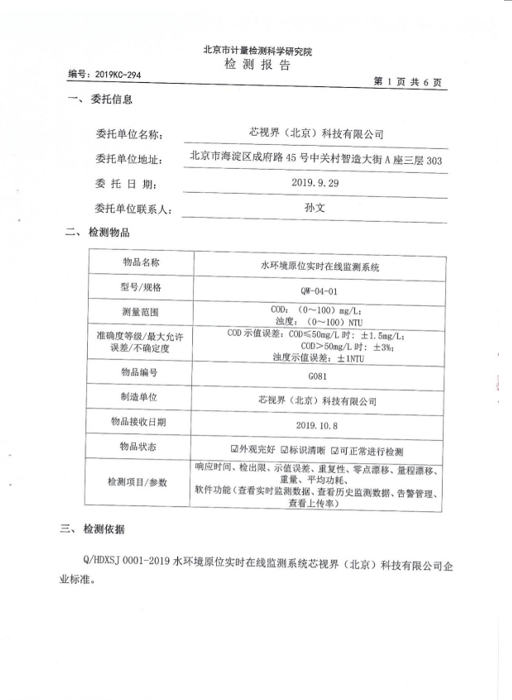 北京市计量检测科学研究院
检 测 报 告
编号：2019KC-294
第 1 页 共 6 页
一、 委托信息
委托单位名称： 芯视界（北京）科技有限公司
委托单位地址： 北京市海淀区成府路 45 号中关村智造大街 A 座三层 303
委 托 日 期： 2019.9.29
委托单位联系人： 孙文
二、 检测物品
物品名称 水环境原位实时在线监测系统
型号/规格 QW-04-01
测量范围 COD：（0～100）mg/L；
浊度：（0～100）NTU
准确度等级/最大允许
误差/不确定度
COD 示值误差：COD≤50mg/L 时：±1.5mg/L；
COD＞50mg/L 时：±3%；
浊度示值误差：±1NTU
物品编号 G081
制造单位 芯视界（北京）科技有限公司
物品接收日期 2019.10.8
物品状态 ☑外观完好 ☑标识清晰 ☑可正常进行检测
检测项目/参数
响应时间、检出限、示值误差、重复性、零点漂移、量程漂移、
重量、平均功耗、
软件功能（查看实时监测数据、查看历史监测数据、告警管理、
查看上传率）
三、 检测依据
Q/HDXSJ 0001-2019 水环境原位实时在线监测系统芯视界（北京）科技有限公司企
业标准。